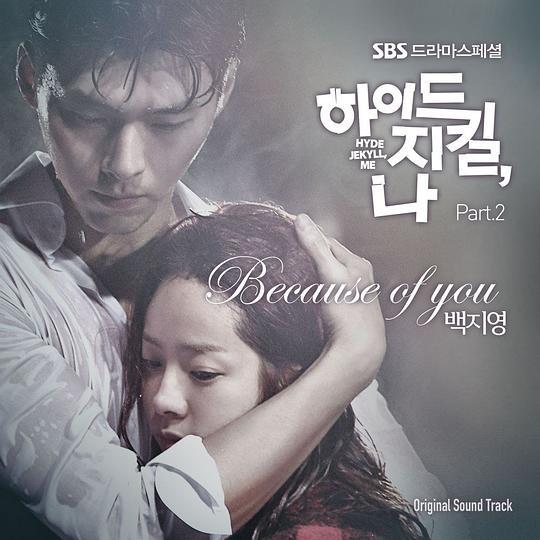 SBS 드라마스페셜
하이드
HYDE
JEKYLL,
ME
지킬,
나
Part.2
Because of you
백지영
Original Sound Track